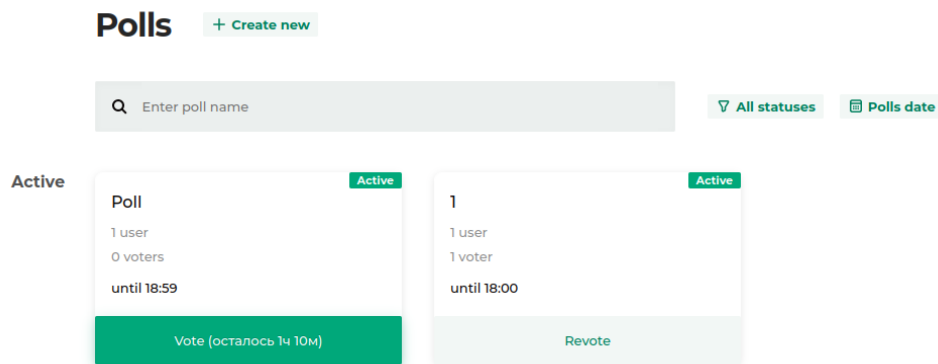 Polls + Create new
Enter poll name
All statuses
Polls date
Active
Active
Poll
1 user
0 voters
until 18:59
Vote (осталось 1ч 10м)
Active
1
1 user
1 voter
until 18:00
Revote